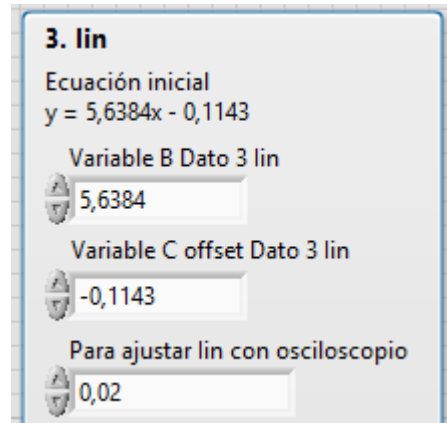 3. lin
Ecuación inicial
y = 5,6384x - 0,1143
Variable B Dato 3 lin
5,6384
Variable C offset Dato 3 lin
-0,1143
Para ajustar lin con osciloscopio
0,02